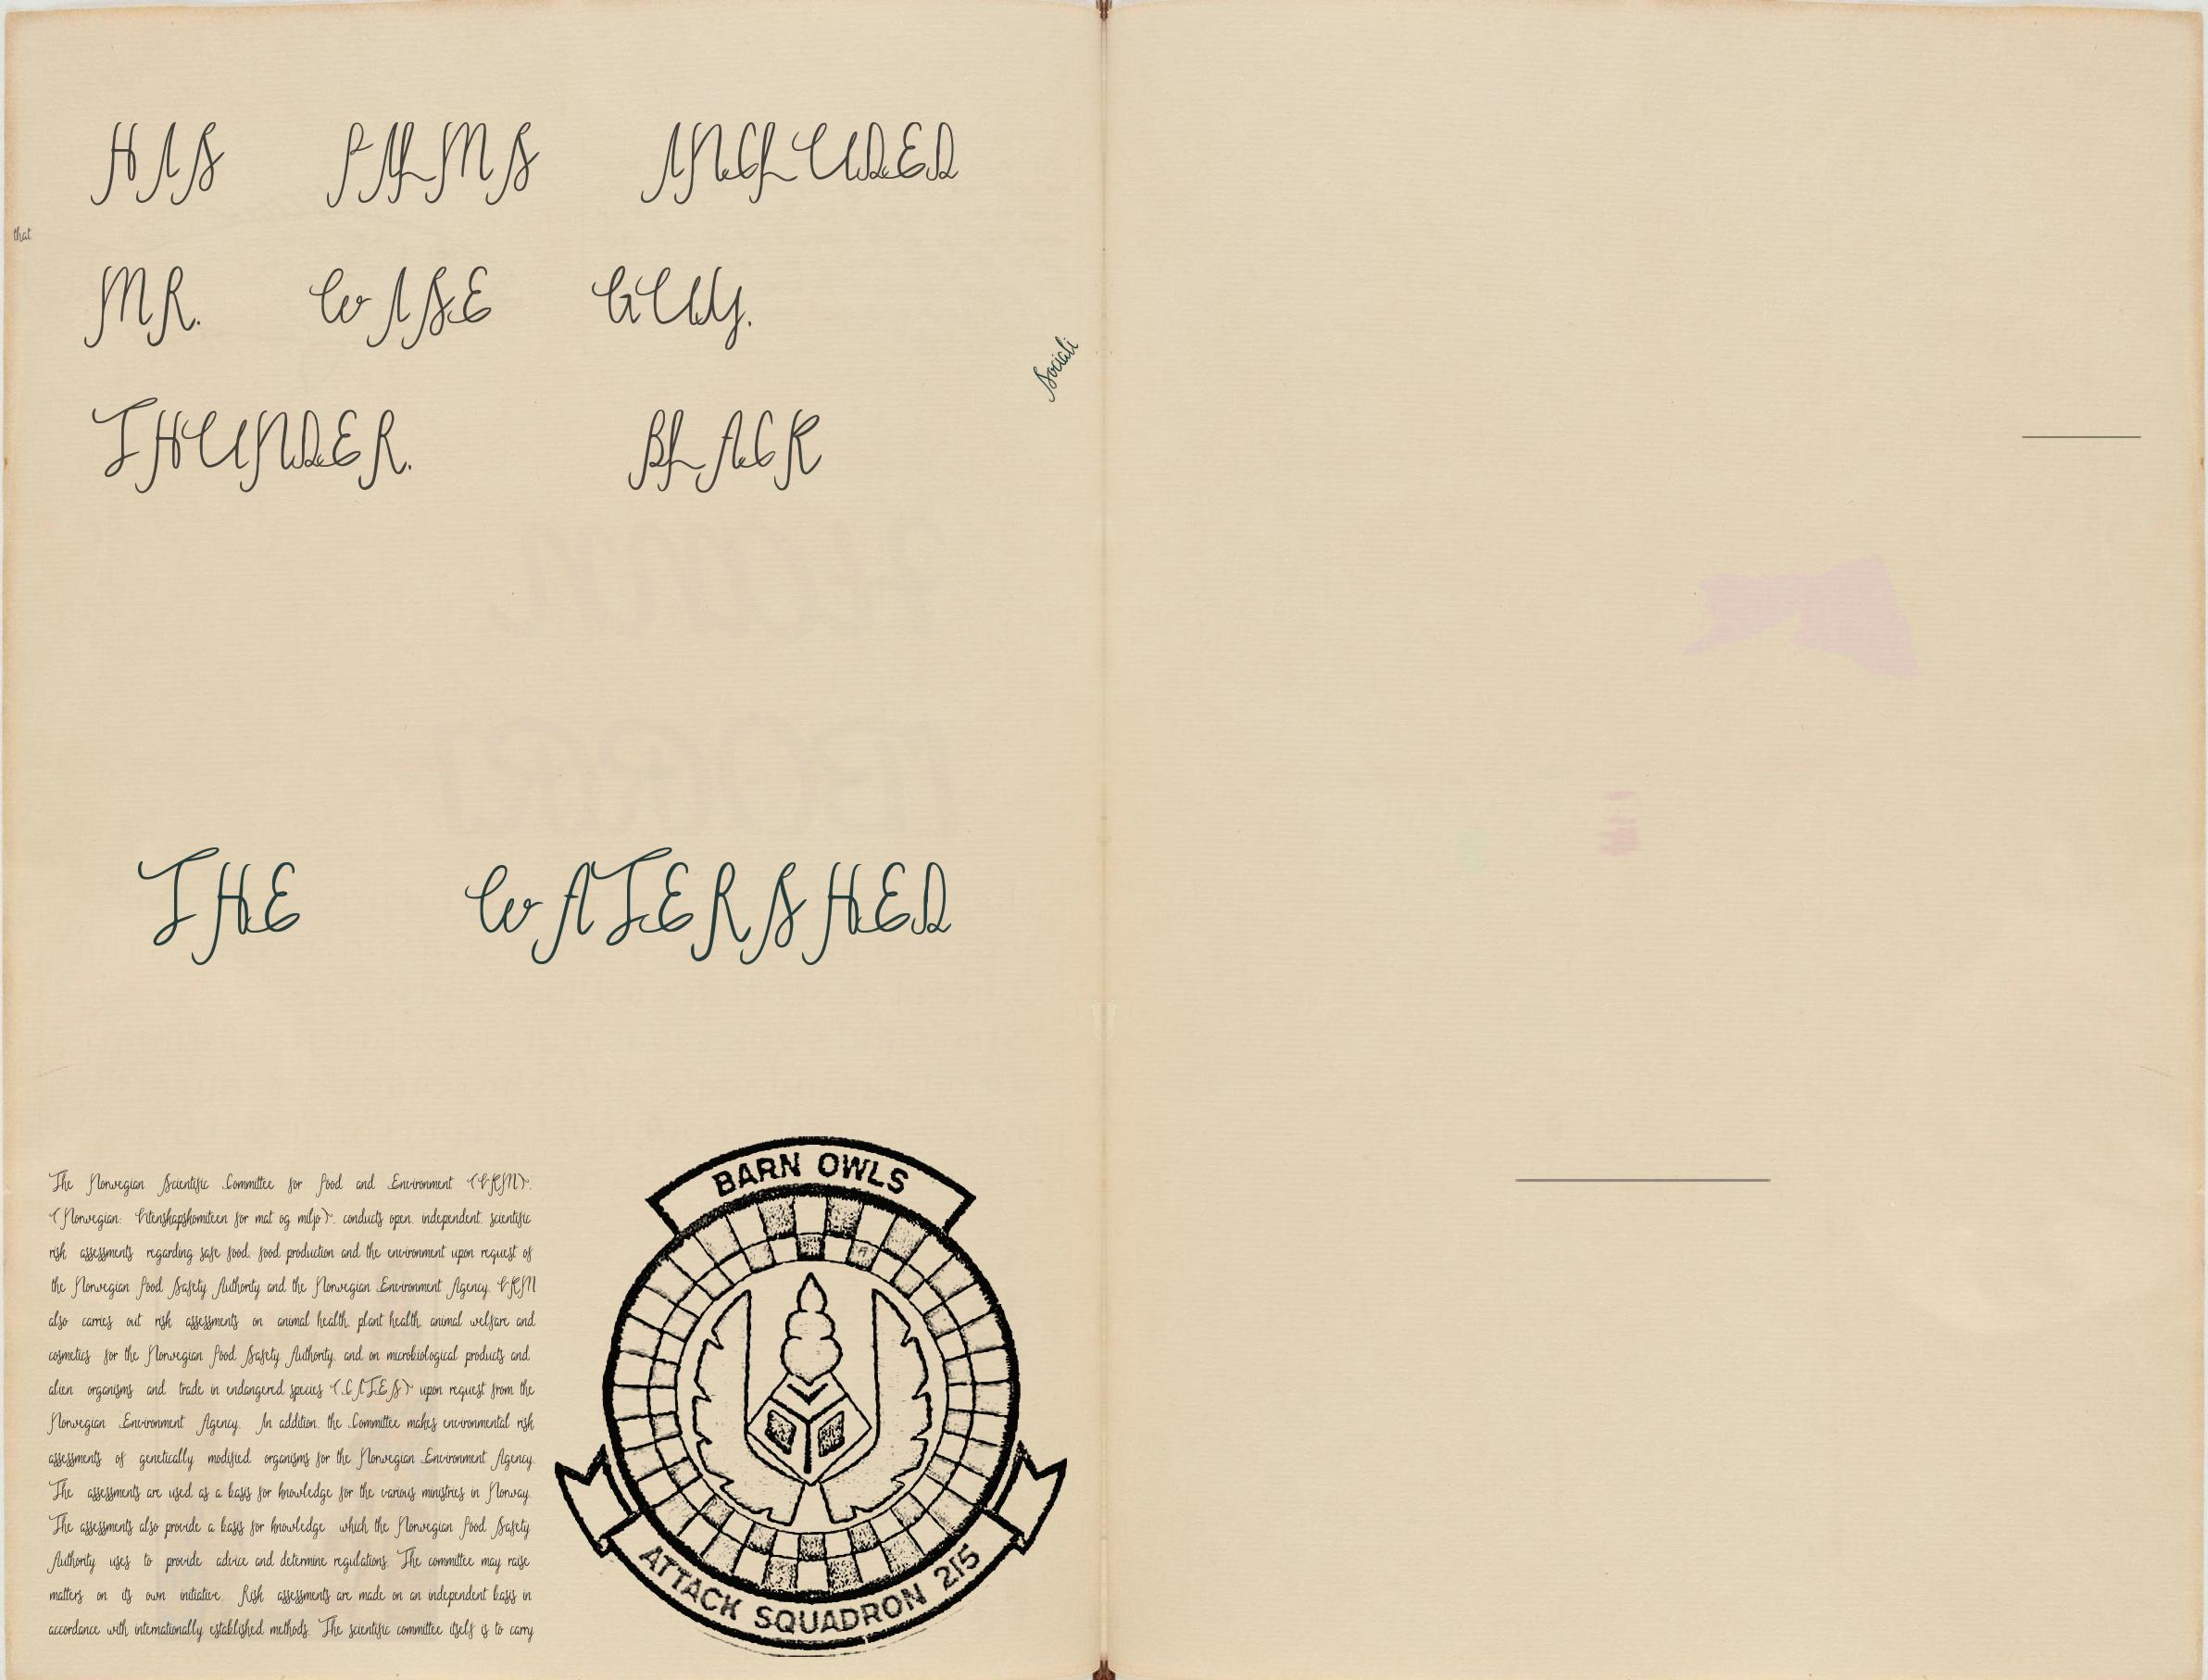 HIS PALMS INCLUDED
that
MR. WISE GUY,
Sociali
THUNDER, BLACK
THE WATERSHED
The Norwegian Scientific Committee for Food and Environment (VKM),
(Norwegian: Vitenskapskomiteen for mat og miljø), conducts open, independent, scientific
risk assessments regarding safe food, food production and the environment upon request of
the Norwegian Food Safety Authority and the Norwegian Environment Agency. VKM
also carries out risk assessments on animal health, plant health, animal welfare and
cosmetics for the Norwegian Food Safety Authority, and on microbiological products and
alien organisms and trade in endangered species (CITES) upon request from the
Norwegian Environment Agency. In addition, the Committee makes environmental risk
assessments of genetically modified organisms for the Norwegian Environment Agency.
The assessments are used as a basis for knowledge for the various ministries in Norway.
The assessments also provide a basis for knowledge which the Norwegian Food Safety
Authority uses to provide advice and determine regulations. The committee may raise
matters on its own initiative. Risk assessments are made on an independent basis in
accordance with internationally established methods. The scientific committee itself is to carry
BARN OWLS
ATTACK SQUADRON 215